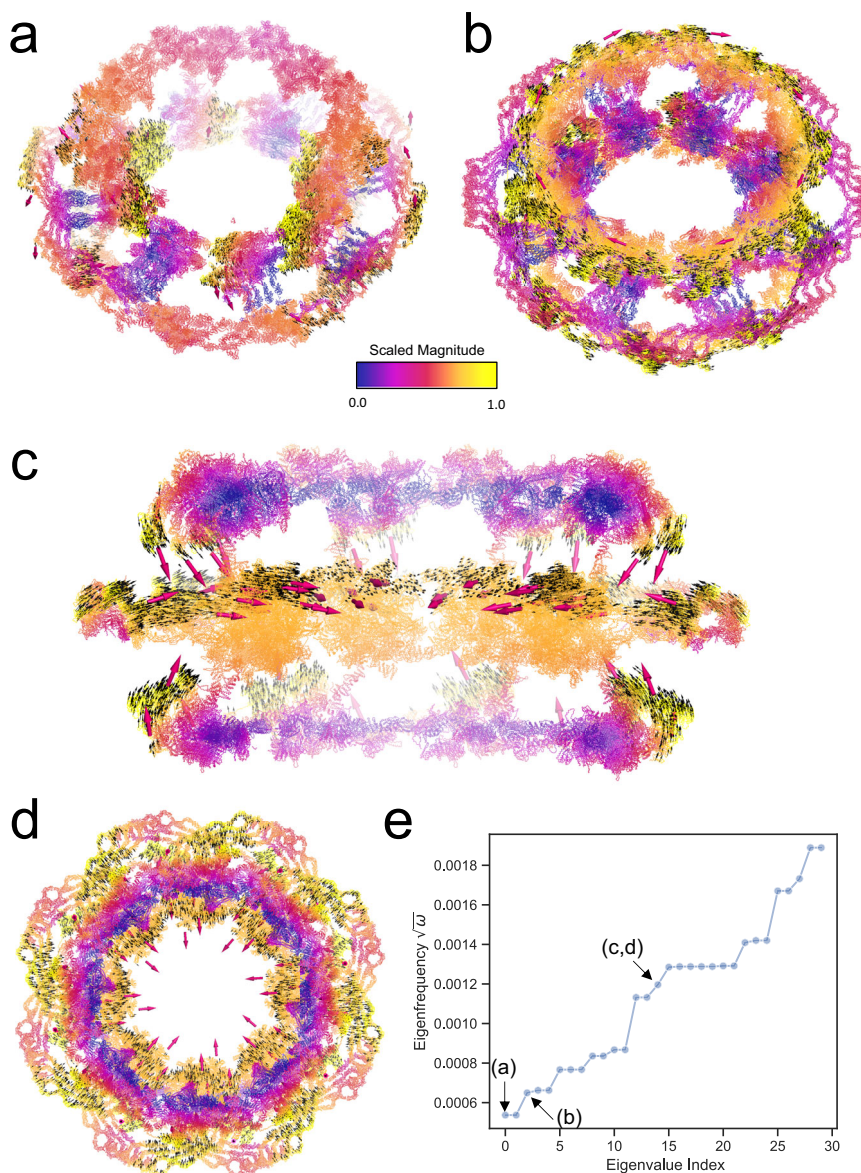 a
b
Scaled Magnitude
0.0
1.0
c
d
e
Eigenfrequency √ω
0.0018
0.0016
0.0014
0.0012
0.0010
0.0008
0.0006
(c,d)
(a)
(b)
0 5 10 15 20 25 30
Eigenvalue Index